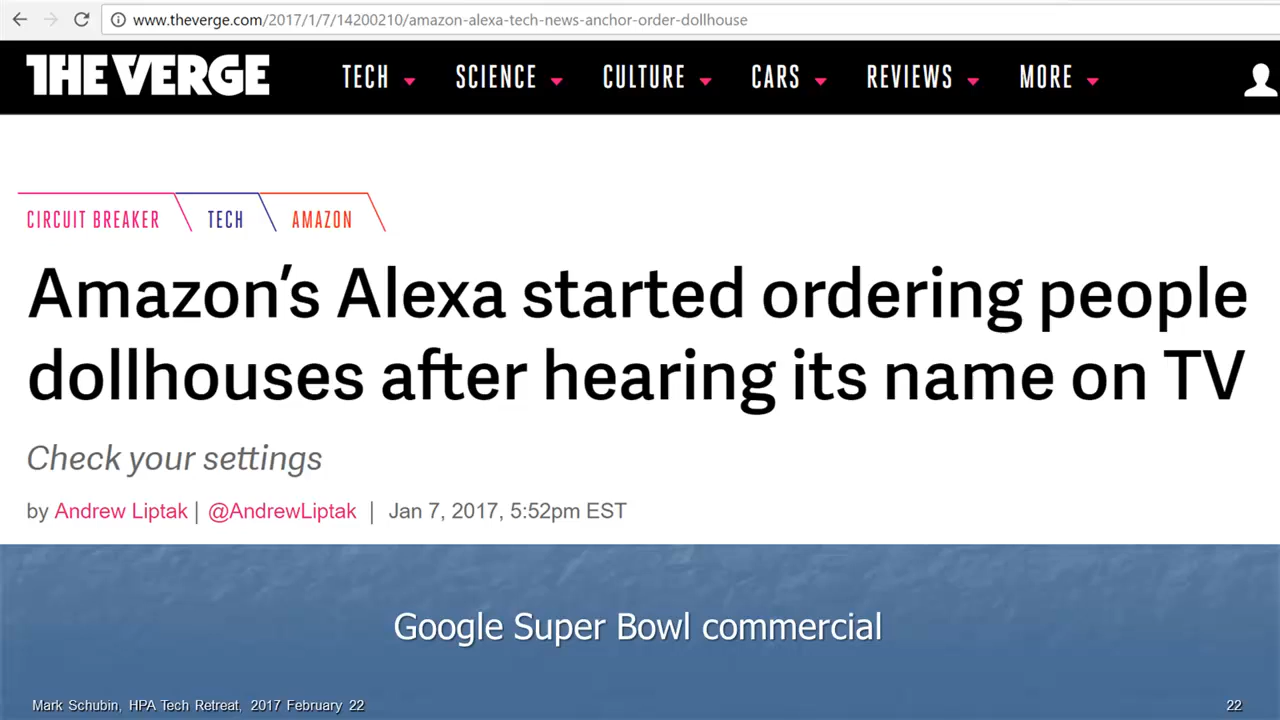 www.theverge.com/2017/1/7/14200210/amazon-alexa-tech-news-anchor-order-dollhouse
THE VERGE TECH SCIENCE CULTURE CARS REVIEWS MORE
CIRCUIT BREAKER TECH AMAZON
Amazon's Alexa started ordering people
dollhouses after hearing its name on TV
Check your settings
by Andrew Liptak | @AndrewLiptak | Jan 7, 2017, 5:52pm EST
Google Super Bowl commercial
Mark Schubin, HPA Tech Retreat, 2017 February 22 22